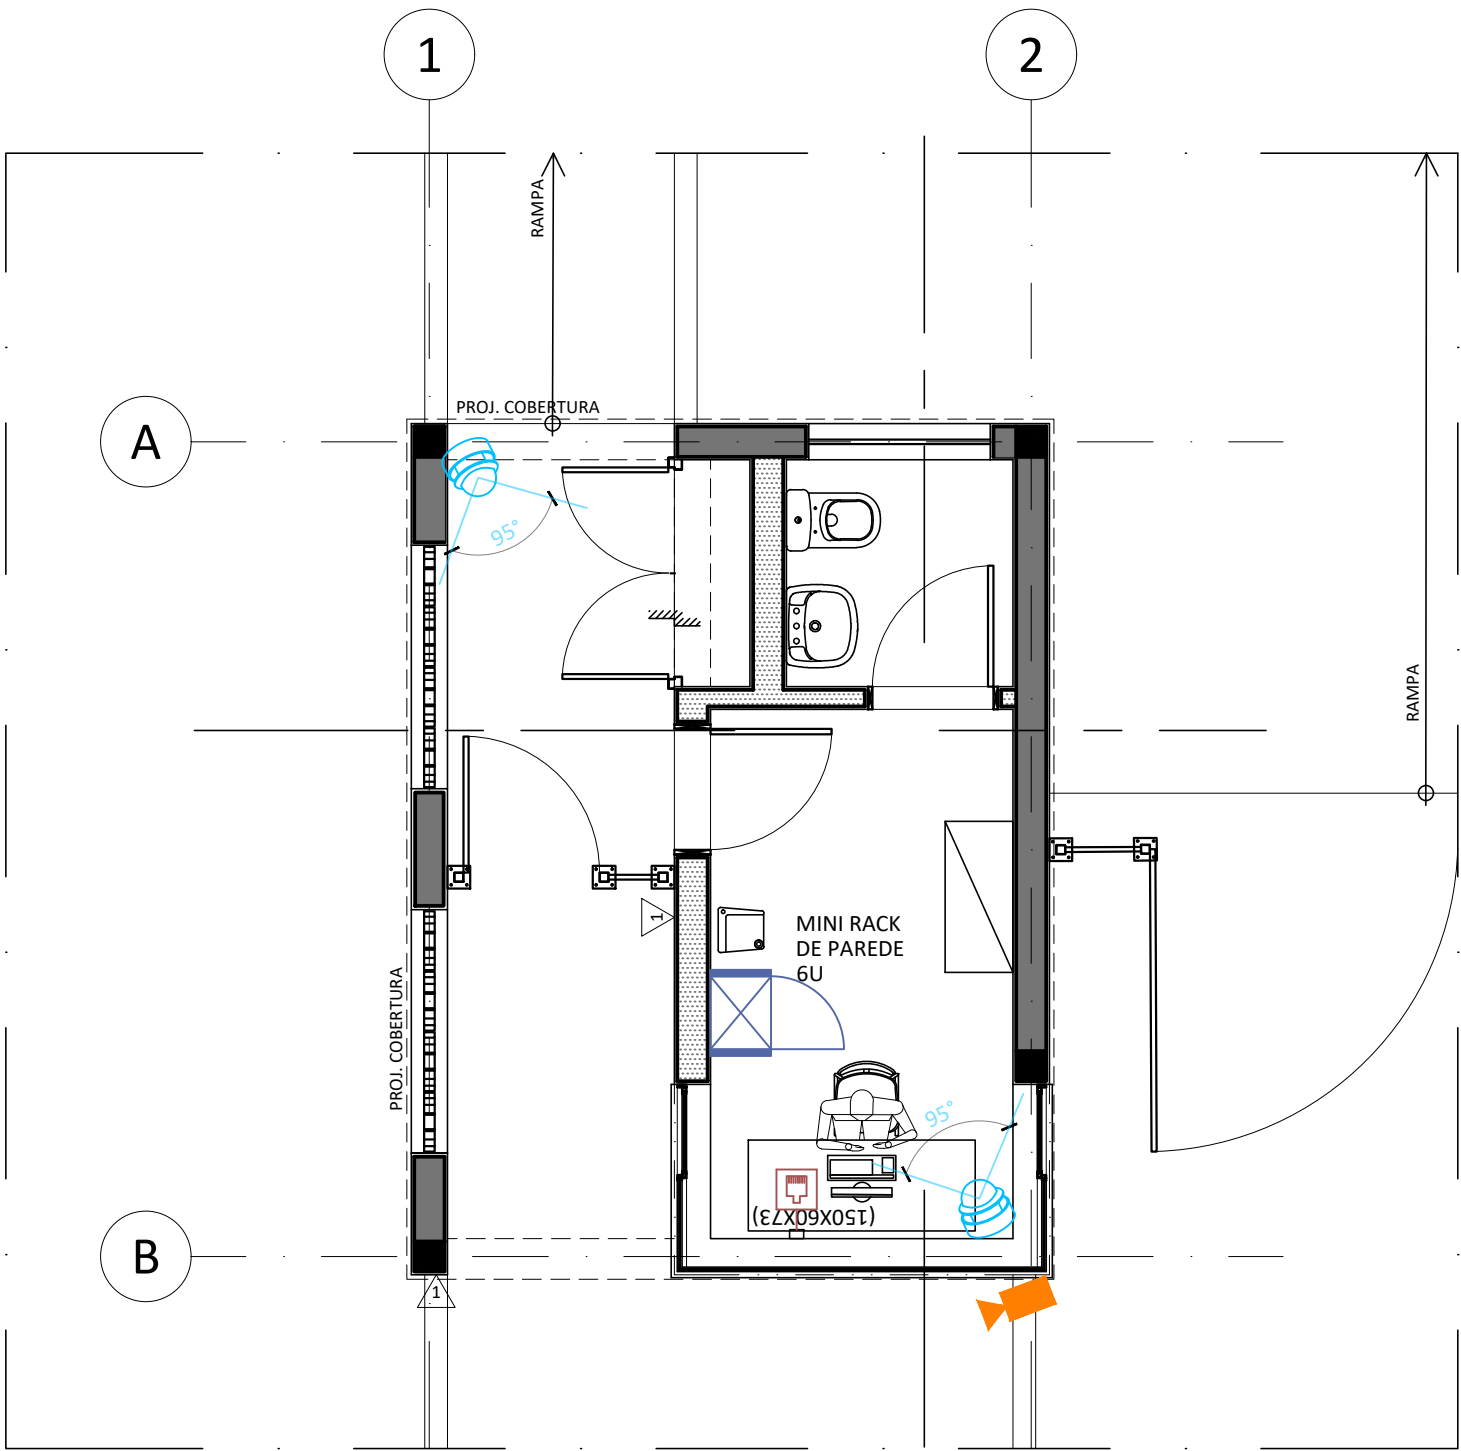 1
2
RAMPA
PROJ. COBERTURA
A
95°
RAMPA
1
MINI RACK
DE PAREDE
6U
PROJ. COBERTURA
95°
(150X60X73)
B
1